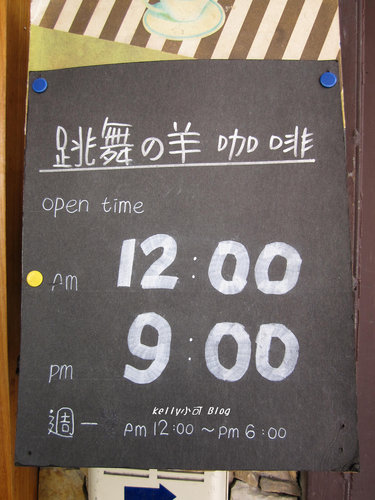 跳舞の羊 咖啡
open time
Am 12:00
pm 9:00
kelly小可 Blog
週一 Am 12:00 ~ pm 6:00